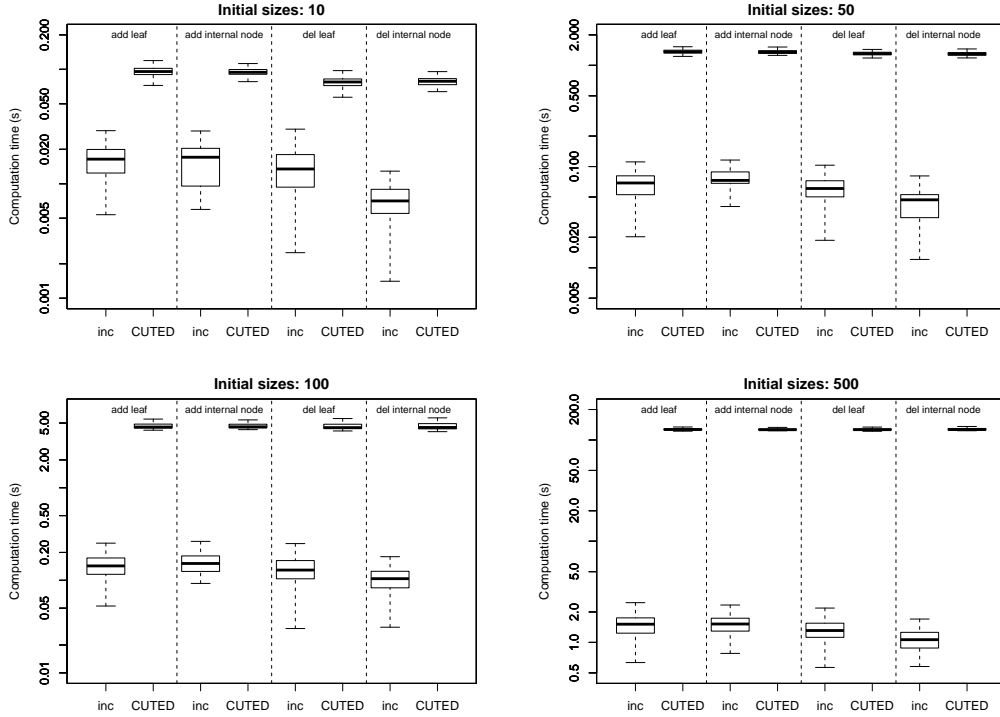 Initial sizes: 10
Computation time (s)
0.200
0.050
0.020
0.005
0.001
add leaf
add internal node
del leaf
del internal node
inc CUTED inc CUTED inc CUTED inc CUTED
Initial sizes: 50
Computation time (s)
2.000
0.500
0.100
0.020
0.005
add leaf
add internal node
del leaf
del internal node
inc CUTED inc CUTED inc CUTED inc CUTED
Initial sizes: 100
Computation time (s)
5.00
2.00
0.50
0.20
0.05
0.01
add leaf
add internal node
del leaf
del internal node
inc CUTED inc CUTED inc CUTED inc CUTED
Initial sizes: 500
Computation time (s)
200.0
50.0
20.0
5.0
2.0
1.0
0.5
add leaf
add internal node
del leaf
del internal node
inc CUTED inc CUTED inc CUTED inc CUTED